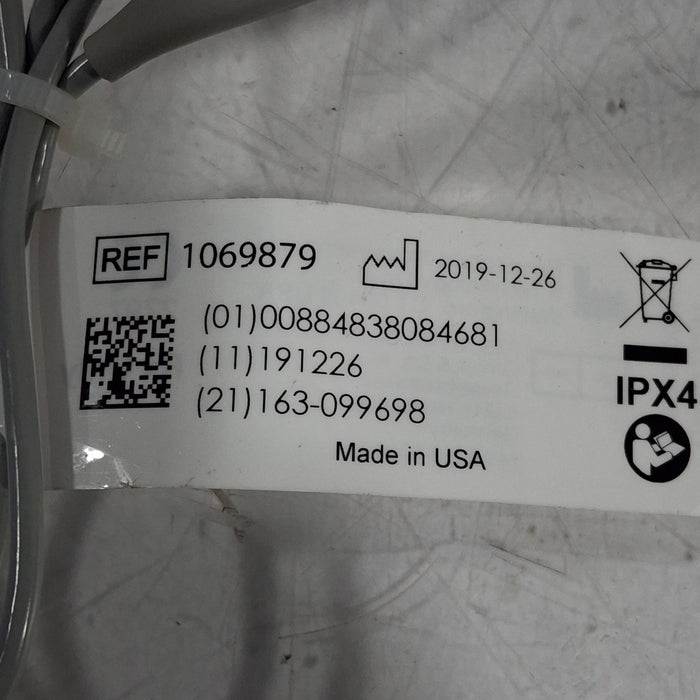 REF 1069879 2019-12-26
(01)00884838084681
(11)191226
(21)163-099698
IPX4
Made in USA